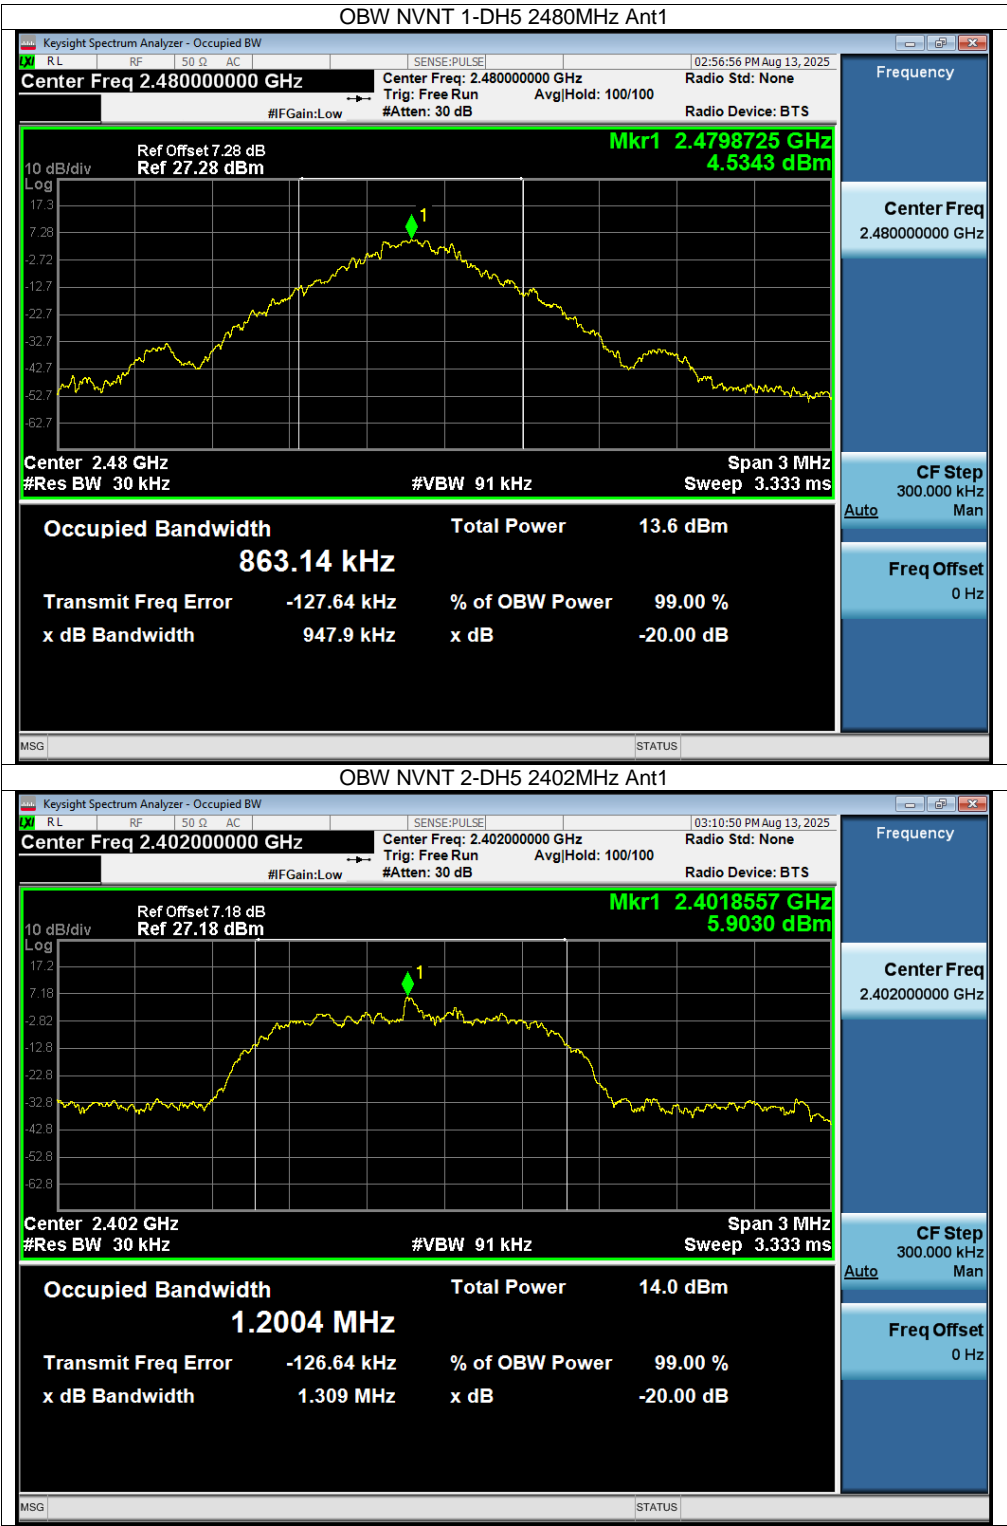 OBW NVNT 1-DH5 2480MHz Ant1
Keysight Spectrum Analyzer - Occupied BW
LXI RL RF 50 Ω AC SENSE:PULSE 02:56:56 PM Aug 13, 2025
Center Freq 2.480000000 GHz
Center Freq: 2.480000000 GHz
Radio Std: None
Trig: Free Run Avg|Hold: 100/100
#IFGain:Low #Atten: 30 dB Radio Device: BTS
Frequency
Mkr1 2.4798725 GHz
4.5343 dBm
Ref Offset 7.28 dB
10 dB/div Ref 27.28 dBm
Log
17.3
7.28
-2.72
-12.7
-22.7
-32.7
-42.7
-52.7
-62.7
1
Center 2.48 GHz Span 3 MHz
#Res BW 30 kHz #VBW 91 kHz Sweep 3.333 ms
Center Freq
2.480000000 GHz
CF Step
300.000 kHz
Auto Man
Freq Offset
0 Hz
Occupied Bandwidth Total Power 13.6 dBm
863.14 kHz
Transmit Freq Error -127.64 kHz % of OBW Power 99.00 %
x dB Bandwidth 947.9 kHz x dB -20.00 dB
MSG STATUS
OBW NVNT 2-DH5 2402MHz Ant1
Keysight Spectrum Analyzer - Occupied BW
LXI RL RF 50 Ω AC SENSE:PULSE 03:10:50 PM Aug 13, 2025
Center Freq 2.402000000 GHz
Center Freq: 2.402000000 GHz
Radio Std: None
Trig: Free Run Avg|Hold: 100/100
#IFGain:Low #Atten: 30 dB Radio Device: BTS
Frequency
Mkr1 2.4018557 GHz
5.9030 dBm
Ref Offset 7.18 dB
10 dB/div Ref 27.18 dBm
Log
17.2
7.18
-2.82
-12.8
-22.8
-32.8
-42.8
-52.8
-62.8
1
Center 2.402 GHz Span 3 MHz
#Res BW 30 kHz #VBW 91 kHz Sweep 3.333 ms
Center Freq
2.402000000 GHz
CF Step
300.000 kHz
Auto Man
Freq Offset
0 Hz
Occupied Bandwidth Total Power 14.0 dBm
1.2004 MHz
Transmit Freq Error -126.64 kHz % of OBW Power 99.00 %
x dB Bandwidth 1.309 MHz x dB -20.00 dB
MSG STATUS